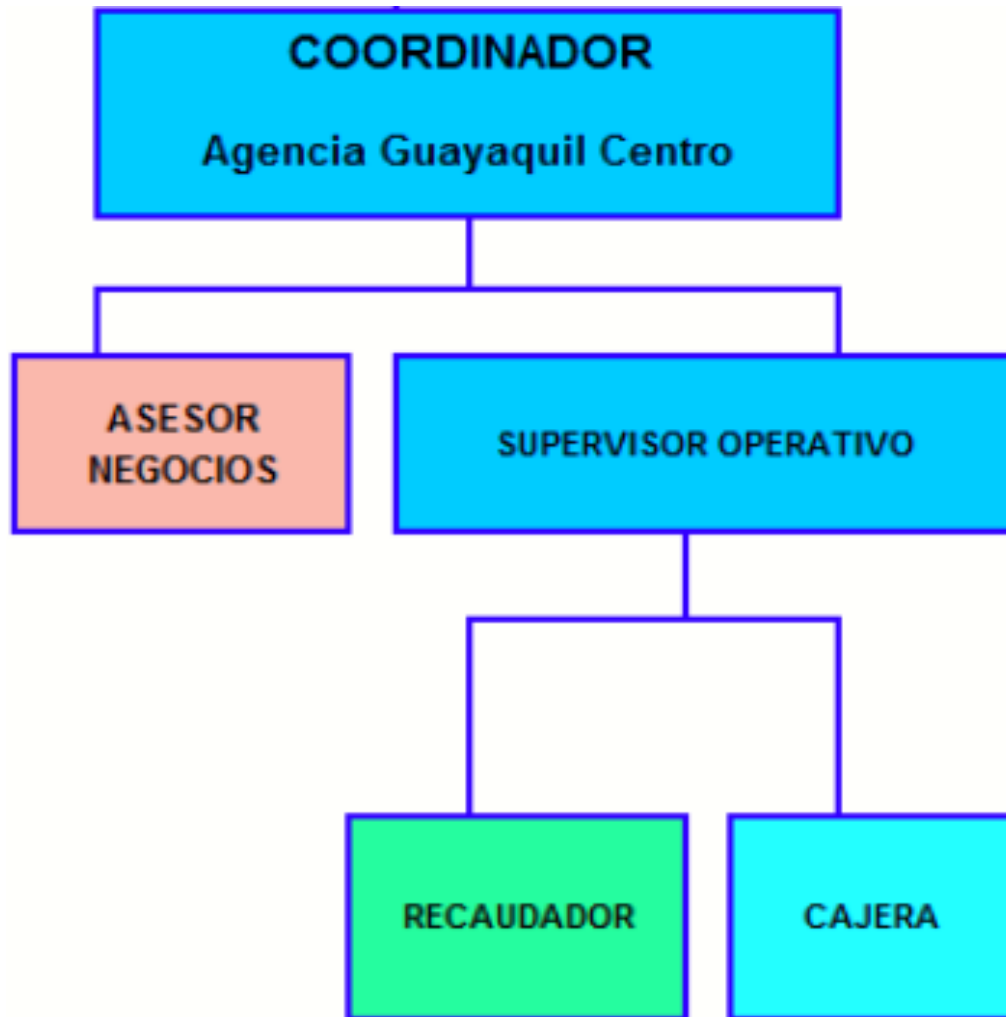 COORDINADOR
Agencia Guayaquil Centro
ASESOR
NEGOCIOS
SUPERVISOR OPERATIVO
RECAUDADOR
CAJERA